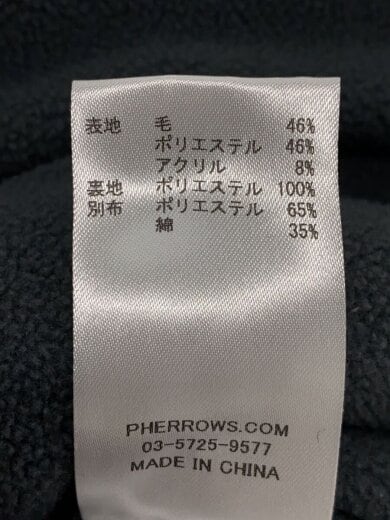 表地 毛 46%
ポリエステル 46%
アクリル 8%
裏地 ポリエステル 100%
別布 ポリエステル 65%
綿 35%
PHERROWS.COM
03-5725-9577
MADE IN CHINA